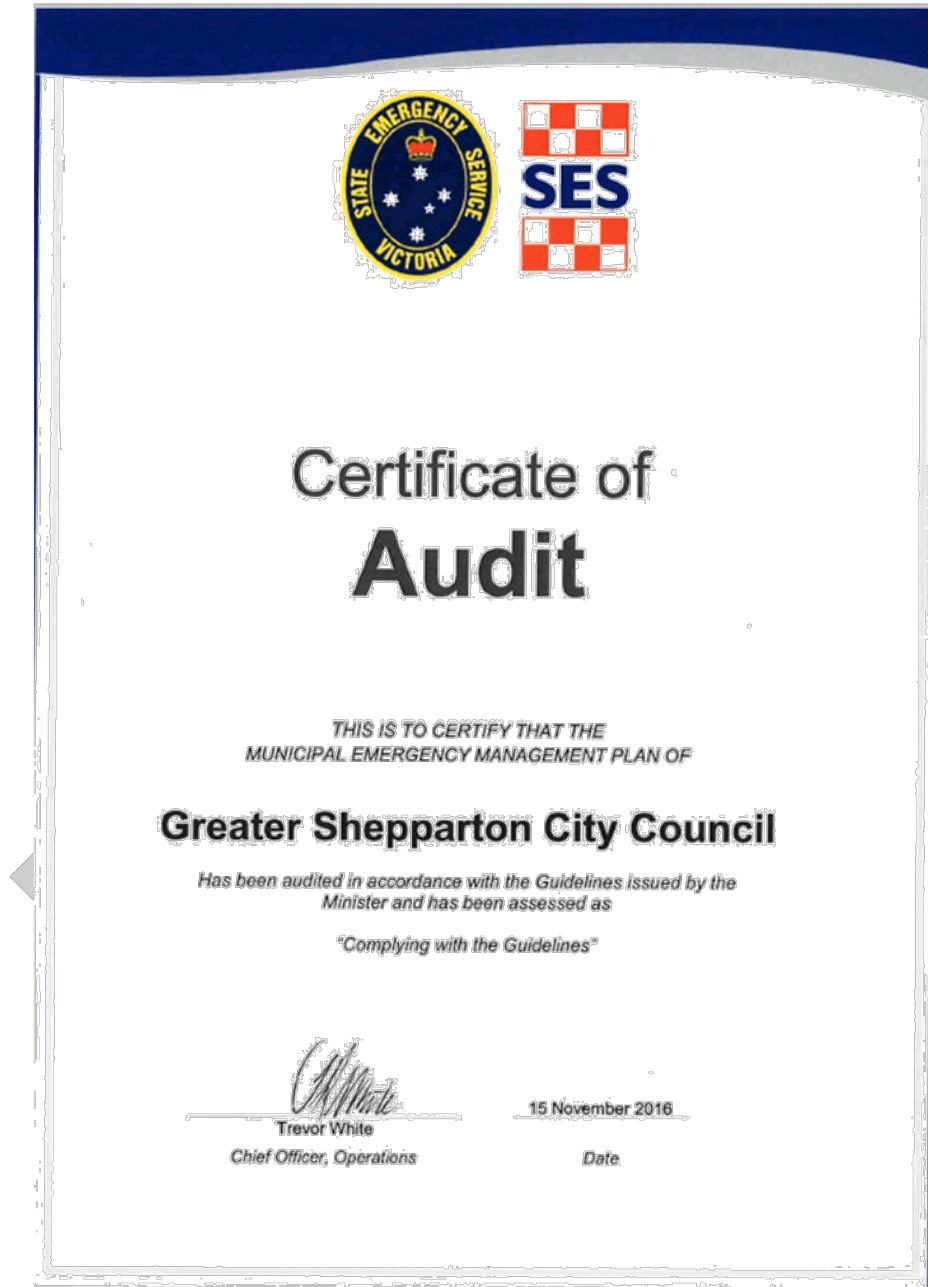 STATE EMERGENCY SERVICE
VICTORIA
SES
Certificate of
Audit
THIS IS TO CERTIFY THAT THE
MUNICIPAL EMERGENCY MANAGEMENT PLAN OF
Greater Shepparton City Council
Has been audited in accordance with the Guidelines issued by the
Minister and has been assessed as
"Complying with the Guidelines"
15 November 2016
Trevor White
Chief Officer, Operations
Date